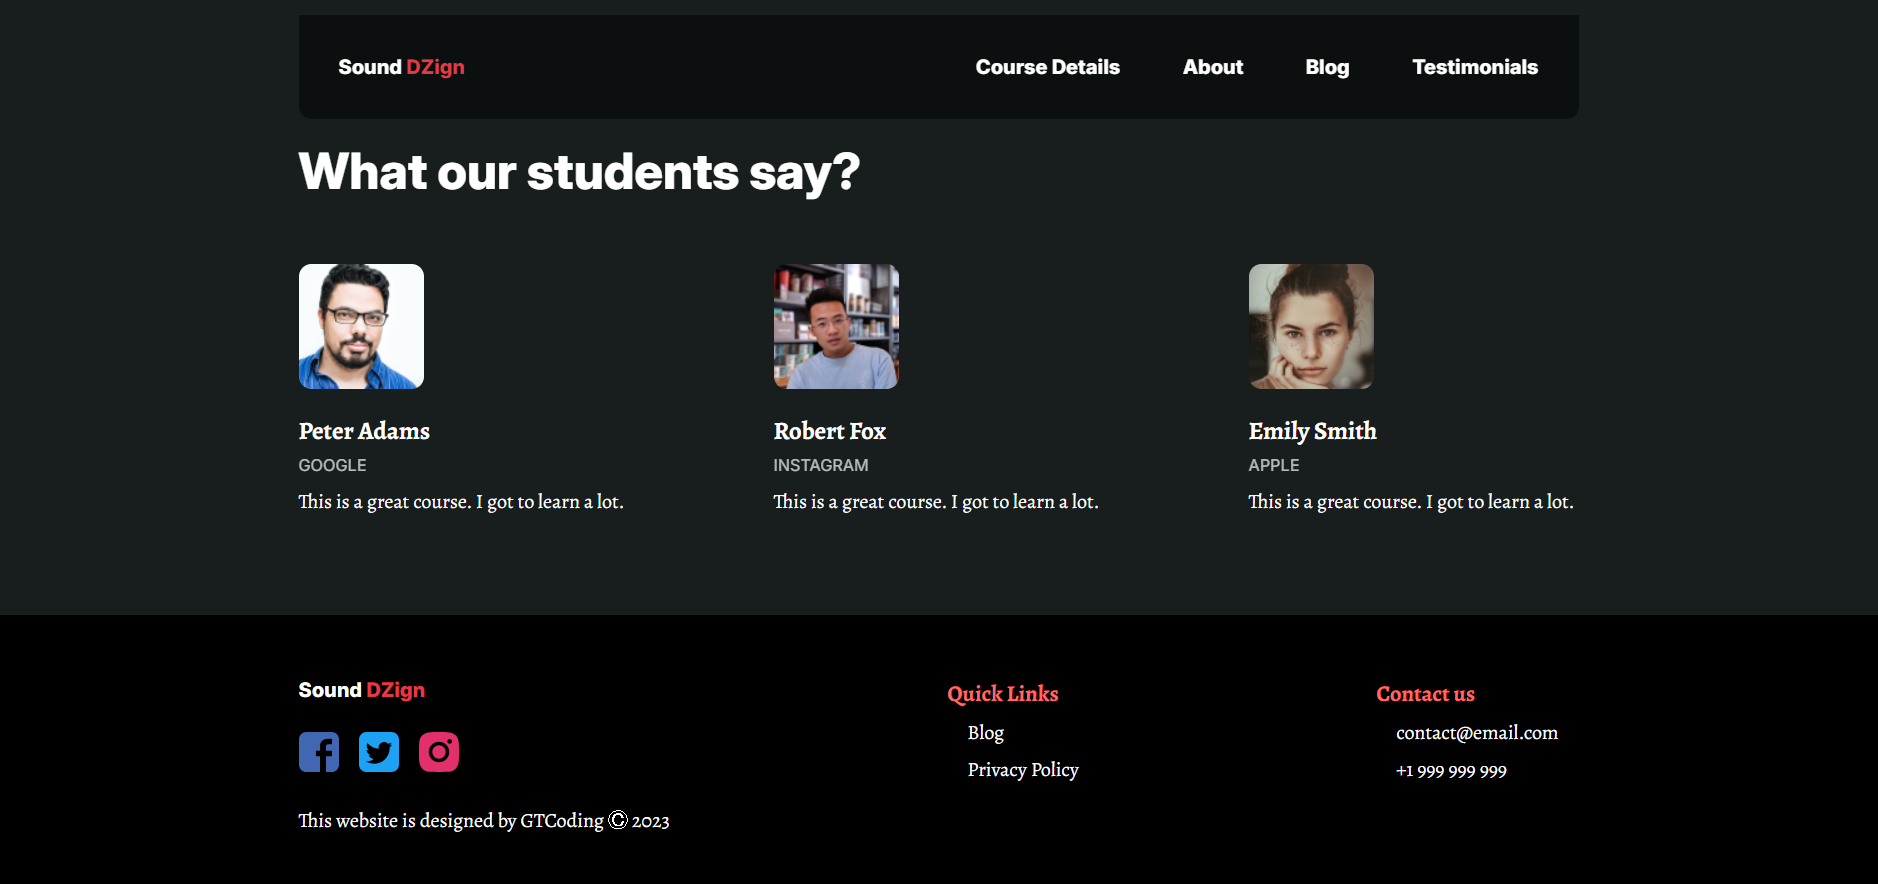 Sound DZign Course Details About Blog Testimonials
What our students say?
Peter Adams
GOOGLE
This is a great course. I got to learn a lot.
Robert Fox
INSTAGRAM
This is a great course. I got to learn a lot.
Emily Smith
APPLE
This is a great course. I got to learn a lot.
Sound DZign
This website is designed by GTCoding © 2023
Quick Links
Blog
Privacy Policy
Contact us
contact@email.com
+1 999 999 999